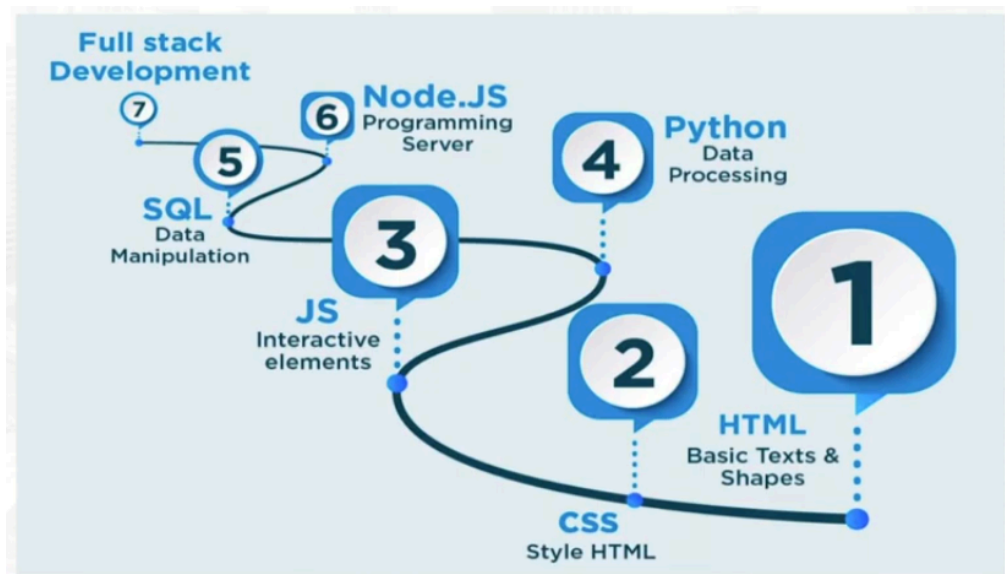 Full stack
Development
7
6
Node.JS
Programming
Server
5
SQL
Data
Manipulation
4
Python
Data
Processing
3
JS
Interactive
elements
2
CSS
Style HTML
1
HTML
Basic Texts &
Shapes